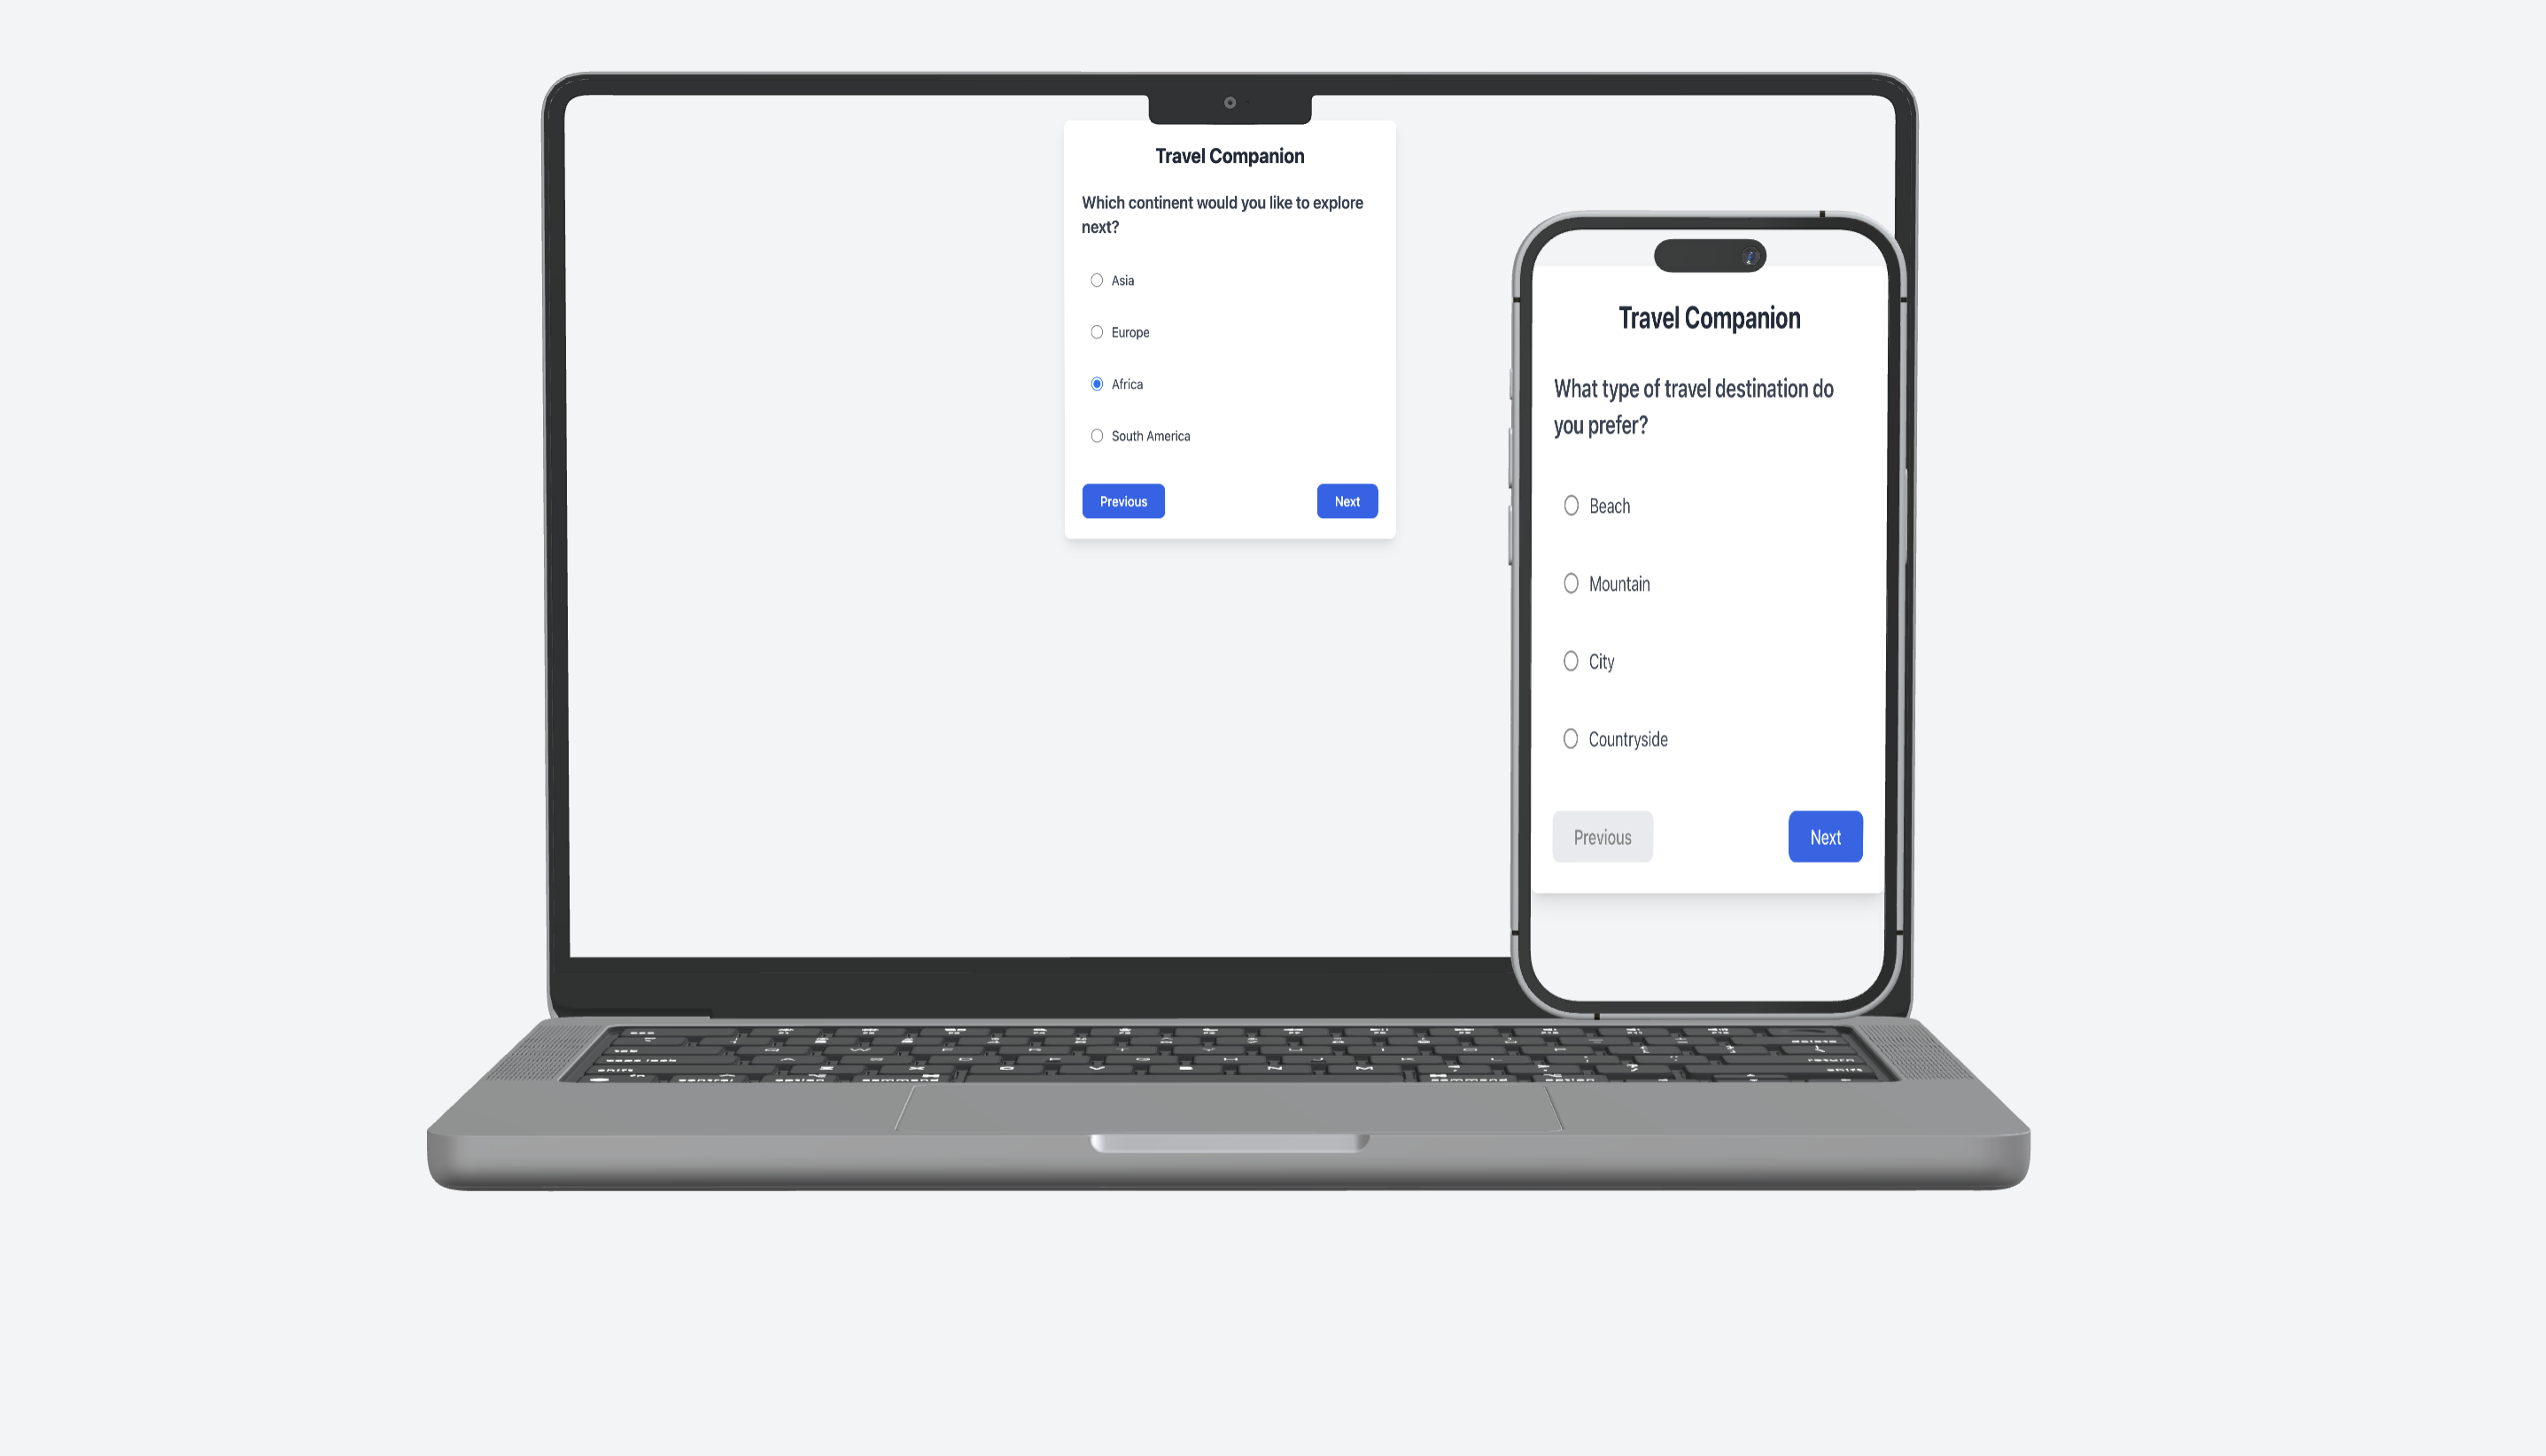 Travel Companion
Which continent would you like to explore
next?
Asia
Europe
Africa
South America
Previous
Next
Travel Companion
What type of travel destination do
you prefer?
Beach
Mountain
City
Countryside
Previous
Next